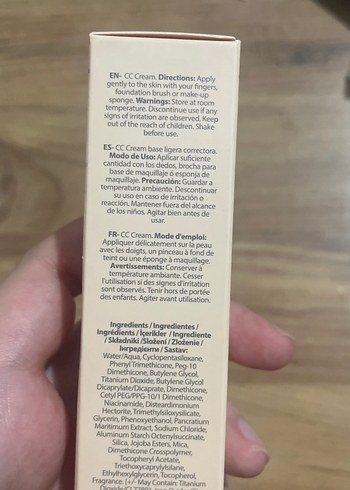 EN- CC Cream. Directions: Apply
gently to the skin with your fingers,
foundation brush or make-up
sponge. Warnings: Store at room
temperature. Discontinue use if any
signs of irritation are observed. Keep
out of the reach of children. Shake
before use.
ES- CC Cream base ligera correctora.
Modo de Uso: Aplicar suficiente
cantidad con los dedos, brocha para
base de maquillaje ó esponja de
maquillaje. Precaución: Guardar a
temperatura ambiente. Descontinuar
su uso en caso de irritación o
reacción. Mantener fuera del alcance
de los niños. Agitar bien antes de
usar.
FR- CC Cream. Mode d'emploi:
Appliquer délicatement sur la peau
avec les doigts, un pinceau à fond de
teint ou une éponge à maquillage.
Avertissements: Conserver à
température ambiante. Cesser
l'utilisation si des signes d'irritation
sont observés. Tenir hors de portée
des enfants. Agiter avant utilisation.
Ingredients / Ingredientes /
Ingrédients / İçerikler / Ingrediente
/ Składniki /Složení / Zloženie /
Інгредієнти / Sastav:
Water/Aqua, Cyclopentasiloxane,
Phenyl Trimethicone, Peg-10
Dimethicone, Butylene Glycol,
Titanium Dioxide, Butylene Glycol
Dicaprylate/Dicaprate, Dimethicone,
Cetyl PEG/PPG-10/1 Dimethicone,
Niacinamide, Disteardimonium
Hectorite, Trimethylsiloxysilicate,
Glycerin, Phenoxyethanol, Pancratium
Maritimum Extract, Sodium Chloride,
Aluminum Starch Octenylsuccinate,
Silica, Jojoba Esters, Mica,
Dimethicone Crosspolymer,
Tocopheryl Acetate,
Triethoxycaprylylsilane,
Ethylhexylglycerin, Tocopherol,
Fragrance. [+/- May Contain: Titanium